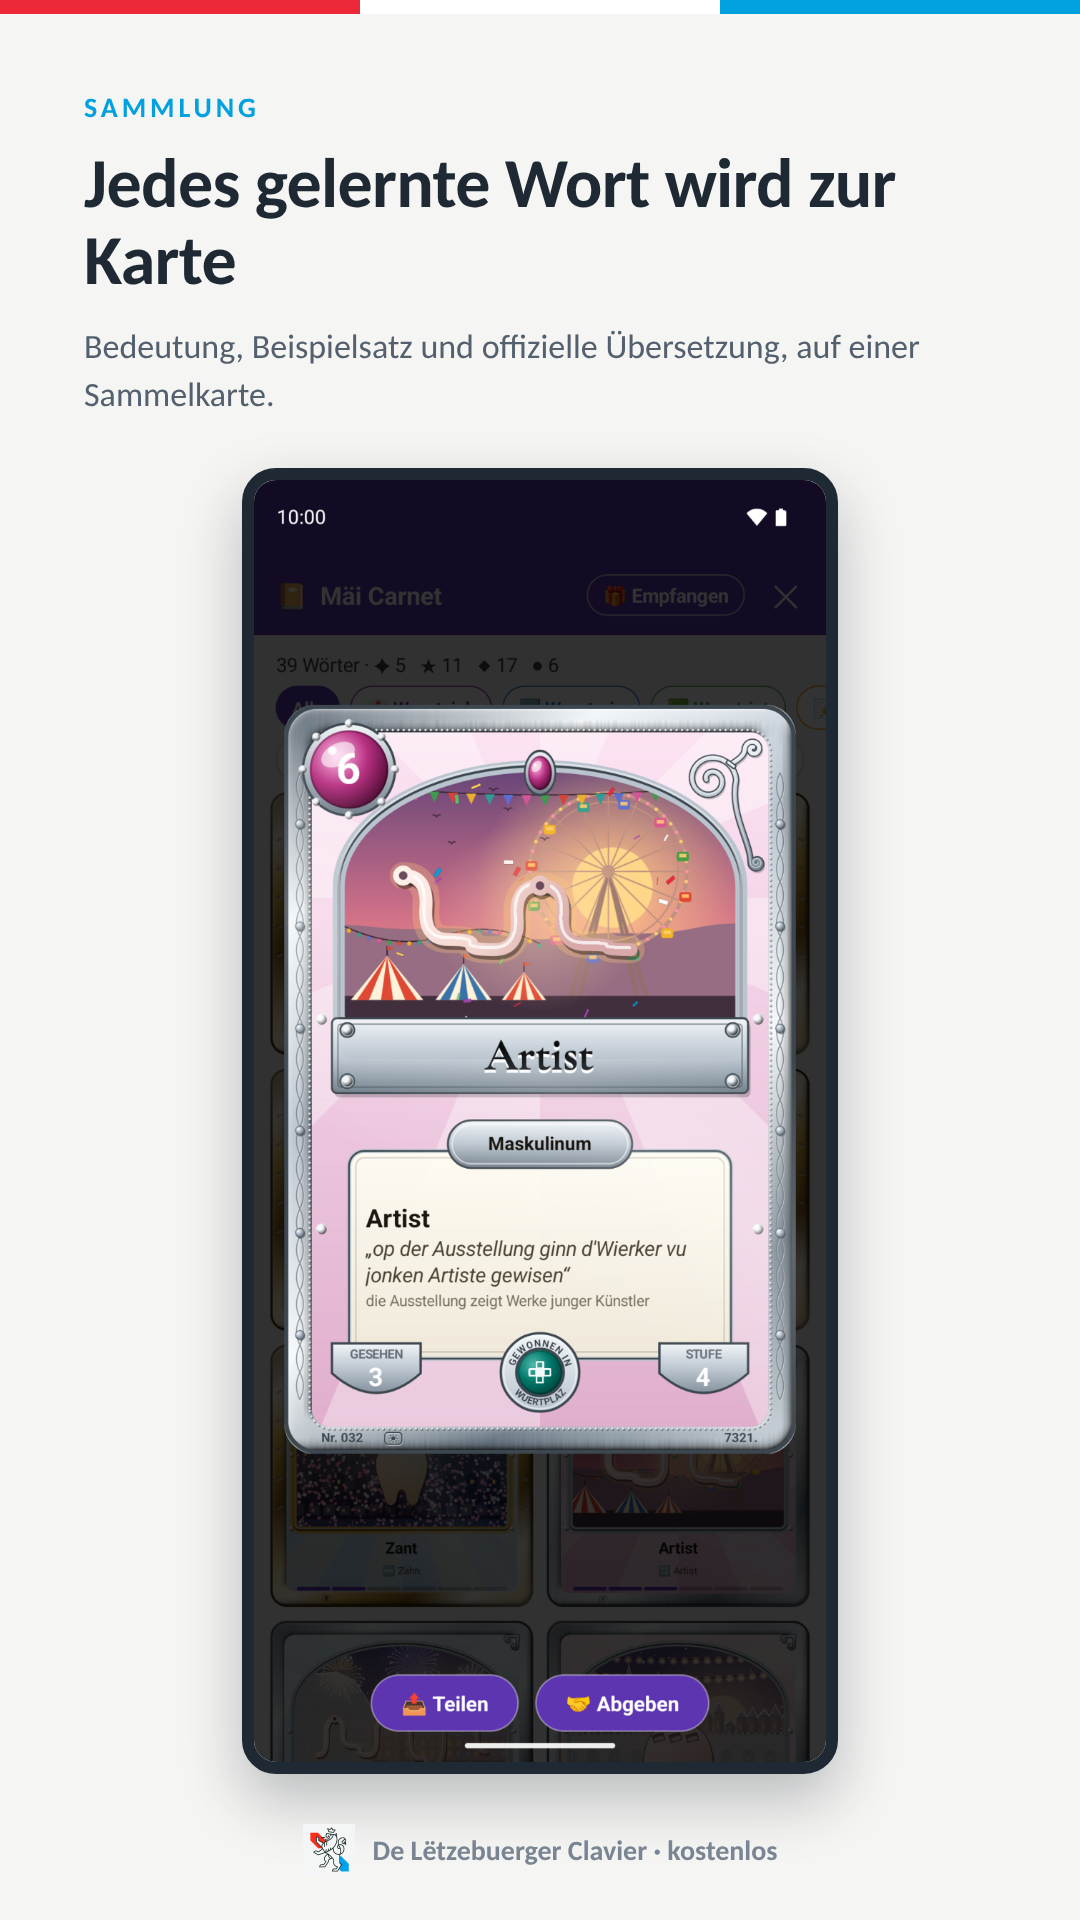 SAMMLUNG
Jedes gelernte Wort wird zur
Karte
Bedeutung, Beispielsatz und offizielle Übersetzung, auf einer
Sammelkarte.
10:00
Mäi Carnet
Empfangen
39 Wörter · 5 11 17 6
6
Artist
Maskulinum
Artist
„op der Ausstellung ginn d'Wierker vu
jonken Artiste gewisen“
die Ausstellung zeigt Werke junger Künstler
GESEHEN
3
GEWONNEN IN
WUERTPLAZ
STUFE
4
Nr. 032
7321.
Zant
Zahn
Artist
Artist
Teilen
Abgeben
De Lëtzebuerger Clavier · kostenlos